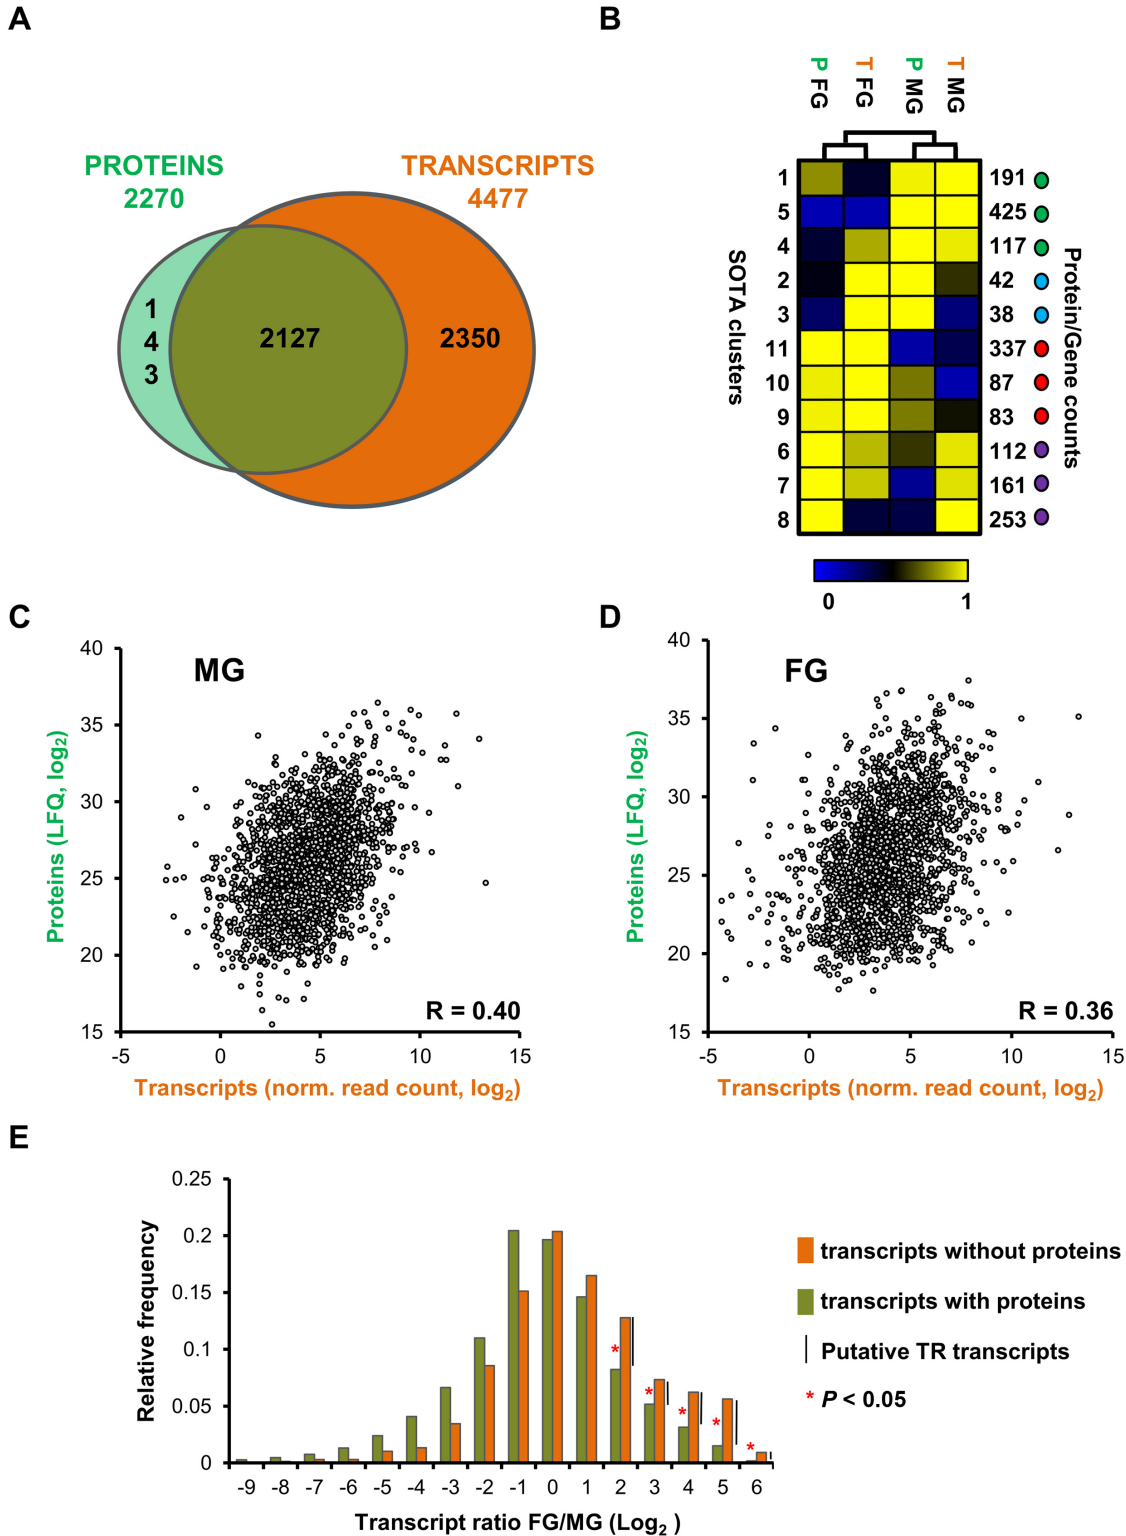 A
PROTEINS
2270
TRANSCRIPTS
4477
1
4
3
2127
2350
B
P FG
T FG
P MG
T MG
SOTA clusters
Protein/Gene counts
1 191
5 425
4 117
2 42
3 38
11 337
10 87
9 83
6 112
7 161
8 253
0 1
C
MG
Proteins (LFQ, log2)
40
35
30
25
20
15
R = 0.40
-5 0 5 10 15
Transcripts (norm. read count, log2)
D
FG
Proteins (LFQ, log2)
40
35
30
25
20
15
R = 0.36
-5 0 5 10 15
Transcripts (norm. read count, log2)
E
Relative frequency
0.25
0.2
0.15
0.1
0.05
0
* * * * *
-9 -8 -7 -6 -5 -4 -3 -2 -1 0 1 2 3 4 5 6
Transcript ratio FG/MG (Log2 )
transcripts without proteins
transcripts with proteins
Putative TR transcripts
* P < 0.05